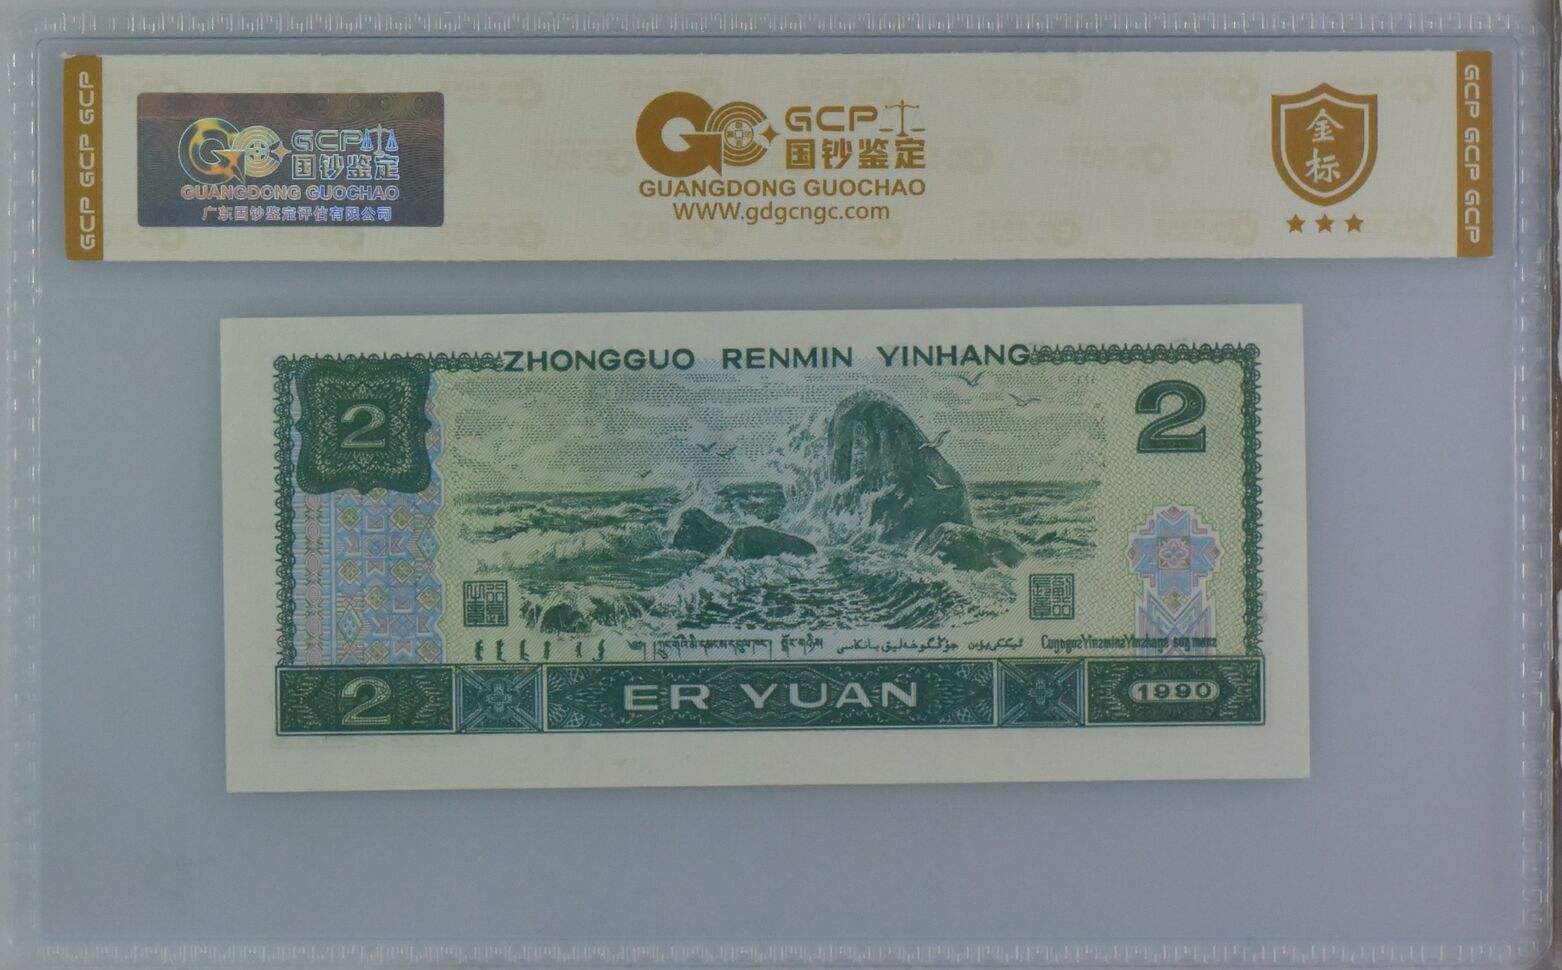 GCP GCP GCP
GCP
国钞鉴定
GUANGDONG GUOCHAO
广东国钞鉴定评估有限公司
GCP
国钞鉴定
GUANGDONG GUOCHAO
WWW.gdgcngc.com
金
标
GCP GCP GCP
ZHONGGUO RENMIN YINHANG
2
2
2
ER YUAN
1990